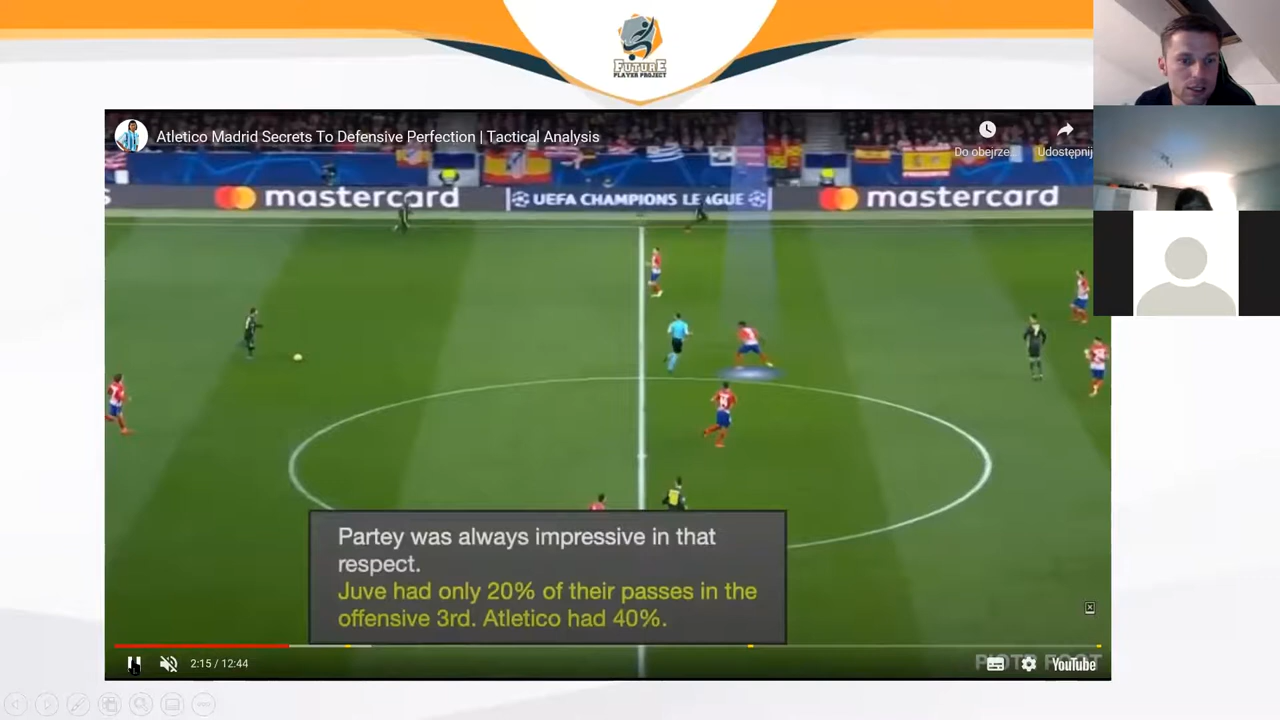 FUTURE
PLAYER PROJECT
Atletico Madrid Secrets To Defensive Perfection | Tactical Analysis
Do obejrze
Udostępnij
mastercard
UEFA CHAMPIONS LEAGUE
mastercard
Partey was always impressive in that
respect.
Juve had only 20% of their passes in the
offensive 3rd. Atletico had 40%.
2:15 / 12:44
PIOTR FOOT
YouTube